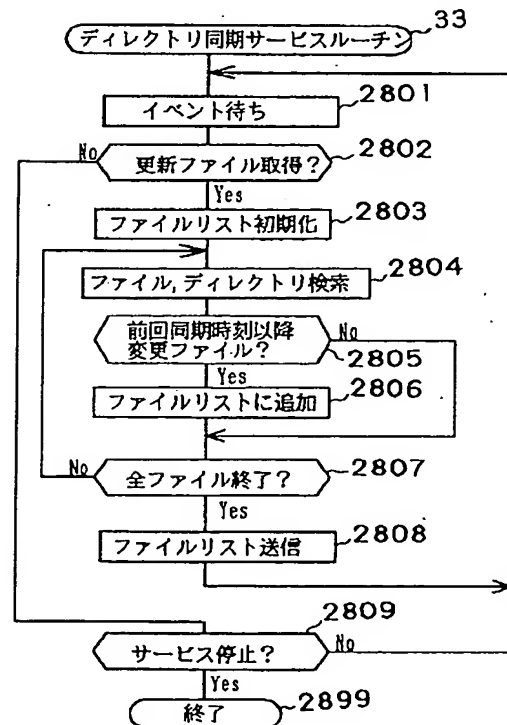 ディレクトリ同期サービスルーチン
33
イベント待ち
2801
更新ファイル取得?
2802
No
Yes
ファイルリスト初期化
2803
ファイル,ディレクトリ検索
2804
前回同期時刻以降
変更ファイル?
No
2805
Yes
ファイルリストに追加
2806
全ファイル終了?
2807
No
Yes
ファイルリスト送信
2808
サービス停止?
2809
No
Yes
終了
2899